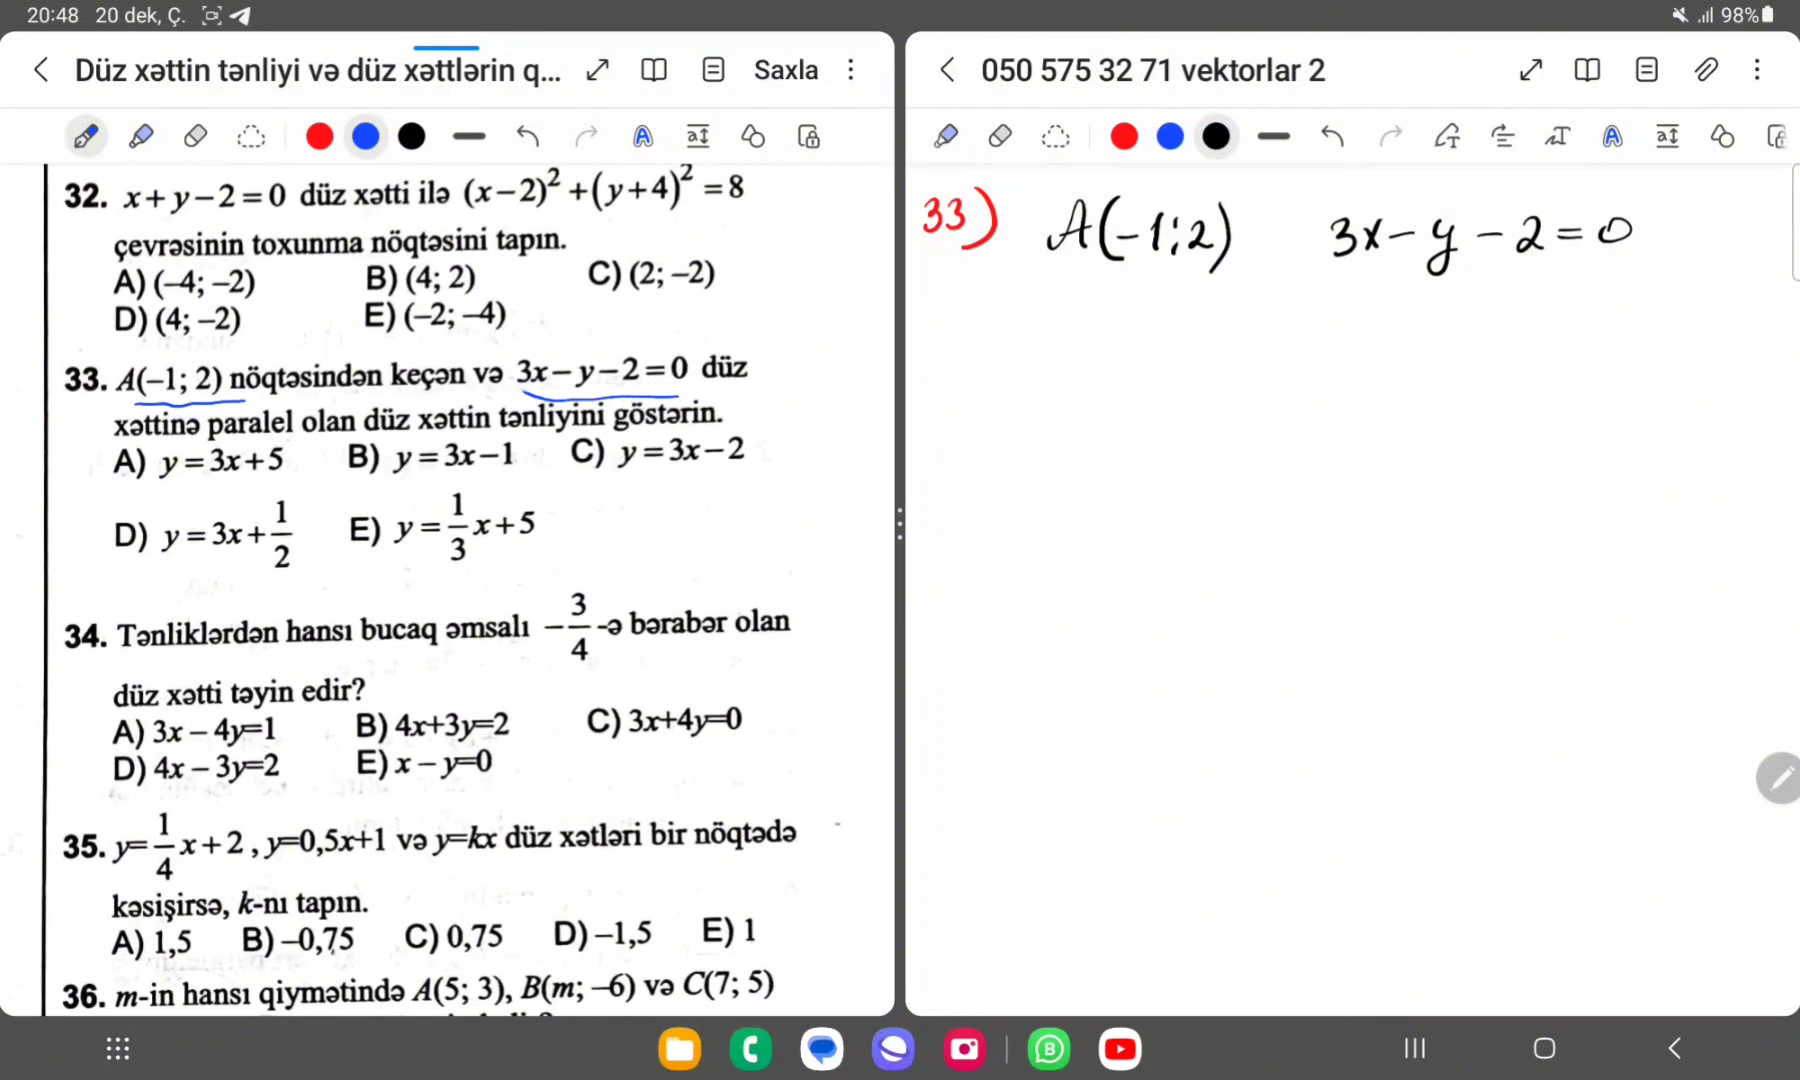 20:48 20 dek, Ç. 98%
Düz xəttin tənliyi və düz xəttlərin q... Saxla
32. x+y−2=0 düz xətti ilə (x−2)²+(y+4)²=8
çevrəsinin toxunma nöqtəsini tapın.
A) (−4; −2) B) (4; 2) C) (2; −2)
D) (4; −2) E) (−2; −4)
33. A(−1; 2) nöqtəsindən keçən və 3x−y−2=0 düz
xəttinə paralel olan düz xəttin tənliyini göstərin.
A) y=3x+5 B) y=3x−1 C) y=3x−2
D) y=3x+1/2 E) y=1/3x+5
34. Tənliklərdən hansı bucaq əmsalı −3/4-ə bərabər olan
düz xətti təyin edir?
A) 3x−4y=1 B) 4x+3y=2 C) 3x+4y=0
D) 4x−3y=2 E) x−y=0
35. y=1/4x+2, y=0,5x+1 və y=kx düz xətləri bir nöqtədə
kəsişirsə, k-nı tapın.
A) 1,5 B) −0,75 C) 0,75 D) −1,5 E) 1
36. m-in hansı qiymətində A(5; 3), B(m; −6) və C(7; 5)
050 575 32 71 vektorlar 2
33) A(-1;2) 3x-y-2=0